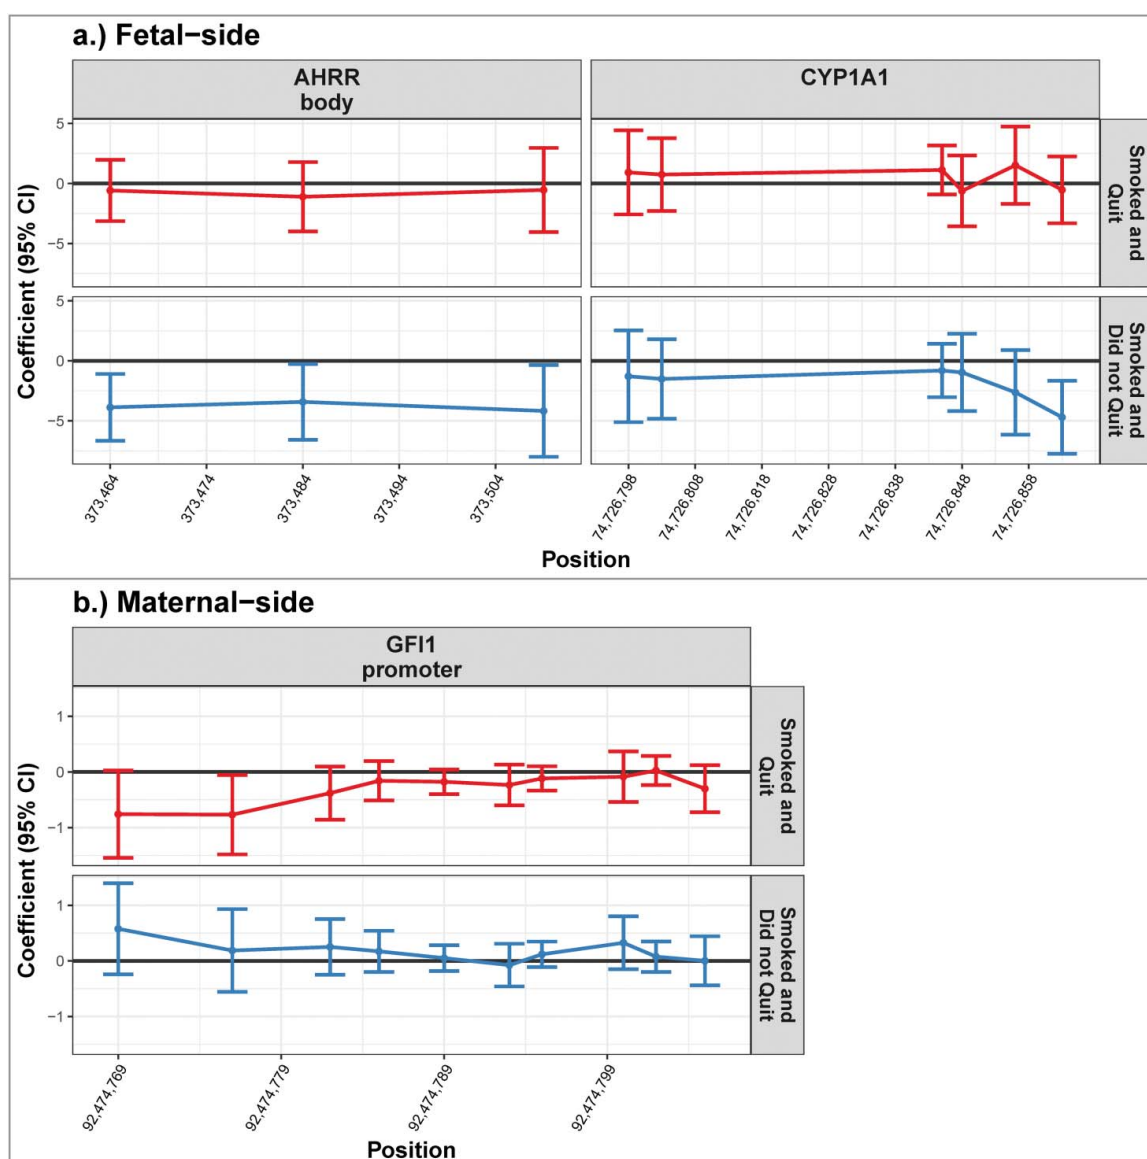 a.) Fetal−side
AHRR
body
CYP1A1
Coefficient (95% CI)
5
0
−5
Smoked and
Quit
5
0
−5
Smoked and
Did not Quit
373,464
373,474
373,484
373,494
373,504
74,726,798
74,726,808
74,726,818
74,726,828
74,726,838
74,726,848
74,726,858
Position
b.) Maternal−side
GFI1
promoter
Coefficient (95% CI)
1
0
−1
Smoked and
Quit
1
0
−1
Smoked and
Did not Quit
92,474,769
92,474,779
92,474,789
92,474,799
Position